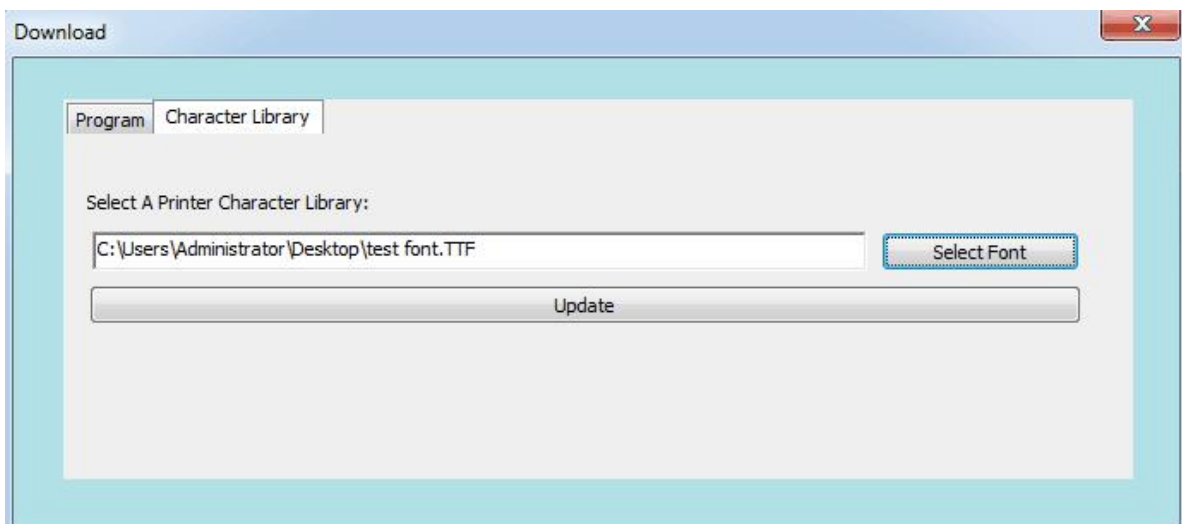 Download
Program Character Library
Select A Printer Character Library:
C:\Users\Administrator\Desktop\test font.TTF Select Font
Update